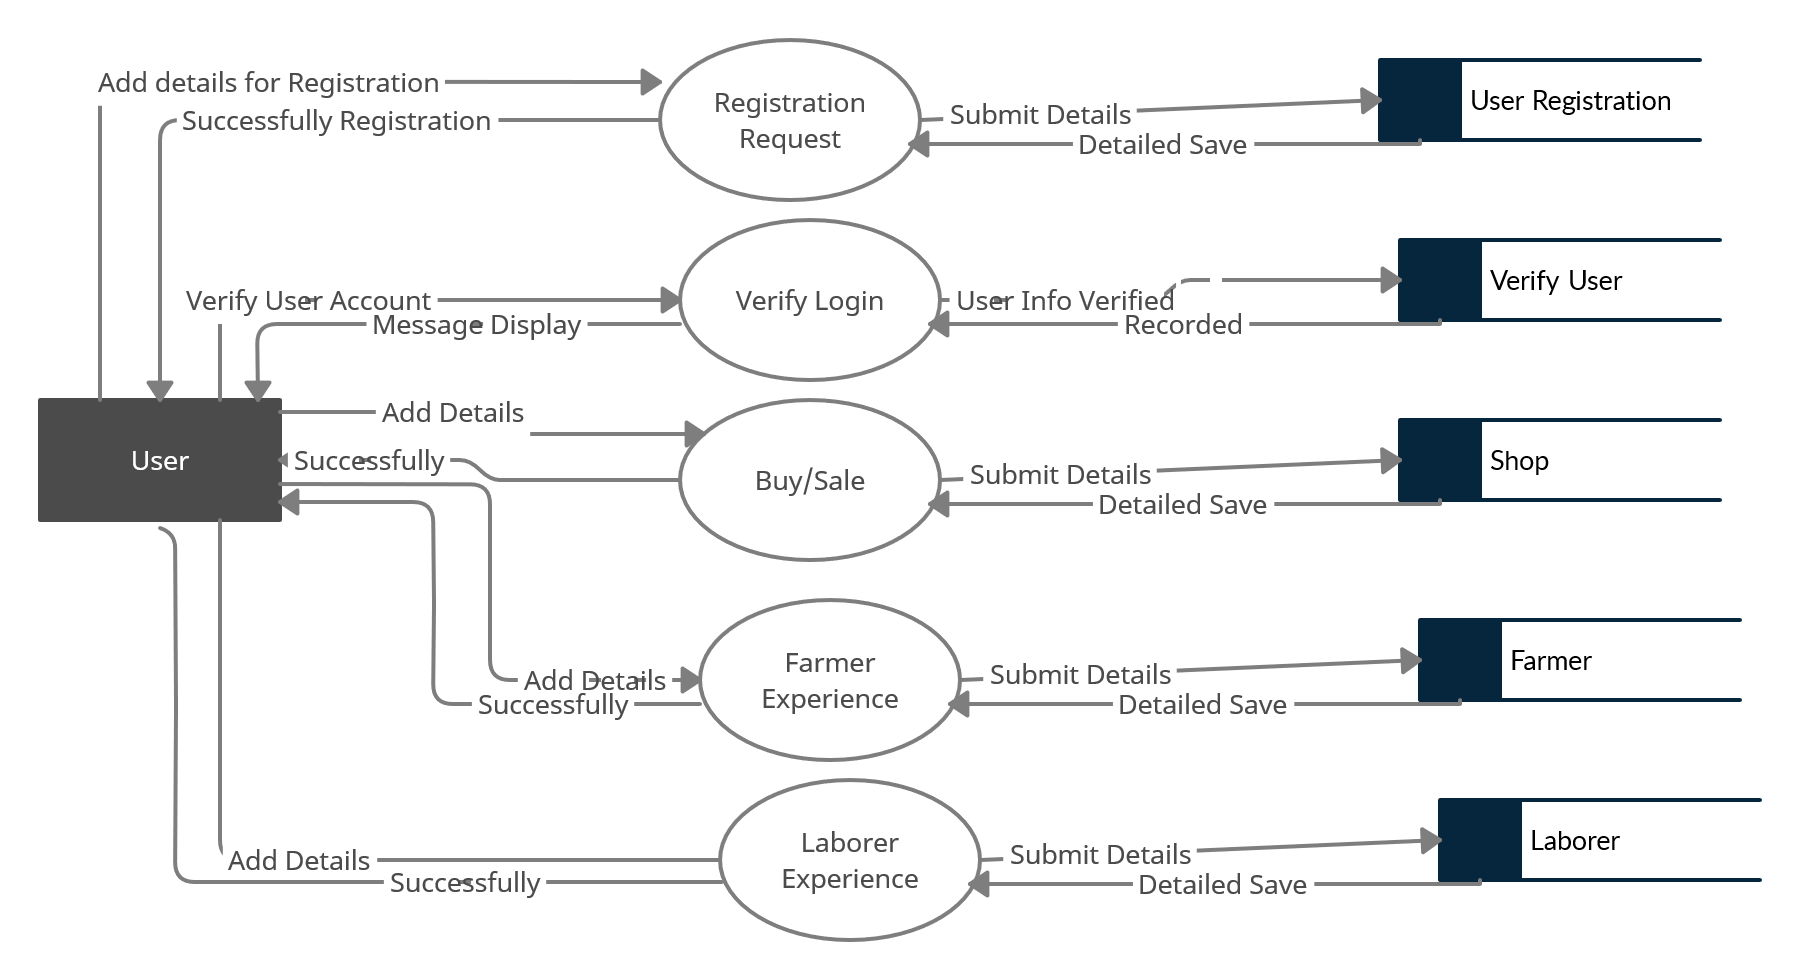 Add details for Registration
Successfully Registration
Registration
Request
Submit Details
Detailed Save
User Registration
Verify User Account
Message Display
Verify Login
User Info Verified
Recorded
Verify User
User
Add Details
Successfully
Buy/Sale
Submit Details
Detailed Save
Shop
Add Details
Successfully
Farmer
Experience
Submit Details
Detailed Save
Farmer
Add Details
Successfully
Laborer
Experience
Submit Details
Detailed Save
Laborer